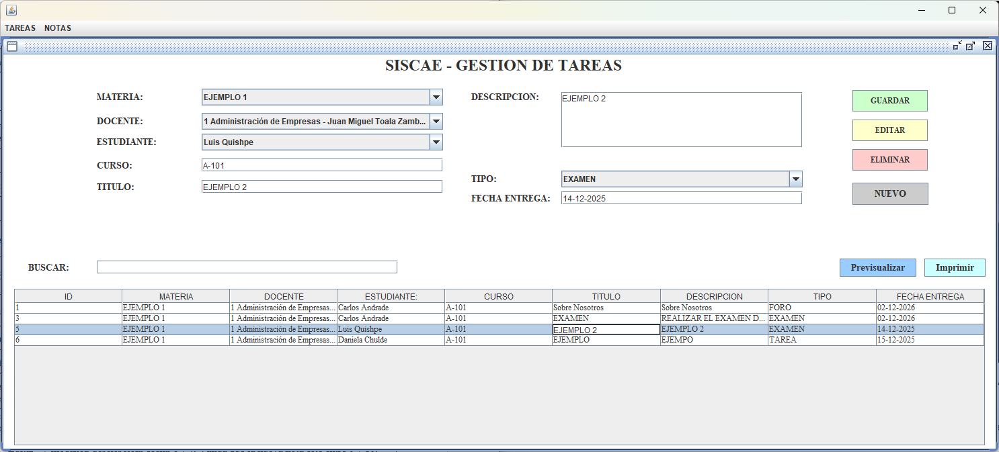 TAREAS NOTAS
SISCAE - GESTION DE TAREAS
MATERIA: EJEMPLO 1
DOCENTE: 1 Administración de Empresas - Juan Miguel Toala Zamb...
ESTUDIANTE: Luis Quishpe
CURSO: A-101
TITULO: EJEMPLO 2
DESCRIPCION: EJEMPLO 2
TIPO: EXAMEN
FECHA ENTREGA: 14-12-2025
GUARDAR
EDITAR
ELIMINAR
NUEVO
BUSCAR:
Previsualizar Imprimir
ID MATERIA DOCENTE ESTUDIANTE: CURSO TITULO DESCRIPCION TIPO FECHA ENTREGA
1 EJEMPLO 1 1 Administración de Empresas... Carlos Andrade A-101 Sobre Nosotros Sobre Nosotros FORO 02-12-2026
3 EJEMPLO 1 1 Administración de Empresas... Carlos Andrade A-101 EXAMEN REALIZAR EL EXAMEN D... EXAMEN 02-12-2026
5 EJEMPLO 1 1 Administración de Empresas... Luis Quishpe A-101 EJEMPLO 2 EJEMPLO 2 EXAMEN 14-12-2025
6 EJEMPLO 1 1 Administración de Empresas... Daniela Chulde A-101 EJEMPLO EJEMPO TAREA 15-12-2025